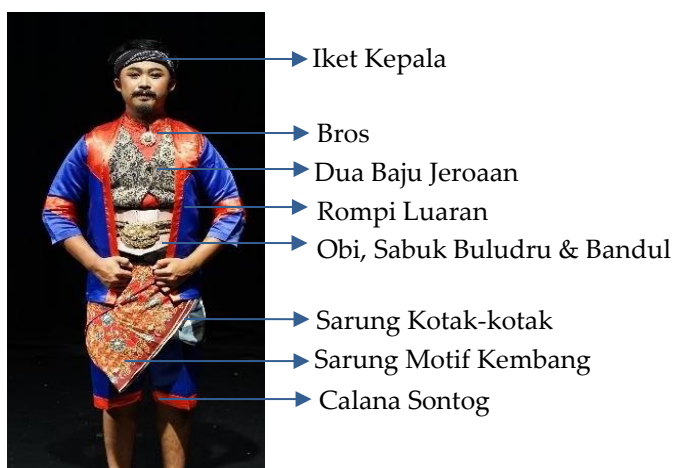 Iket Kepala
Bros
Dua Baju Jeroaan
Rompi Luaran
Obi, Sabuk Buludru & Bandul
Sarung Kotak-kotak
Sarung Motif Kembang
Calana Sontog